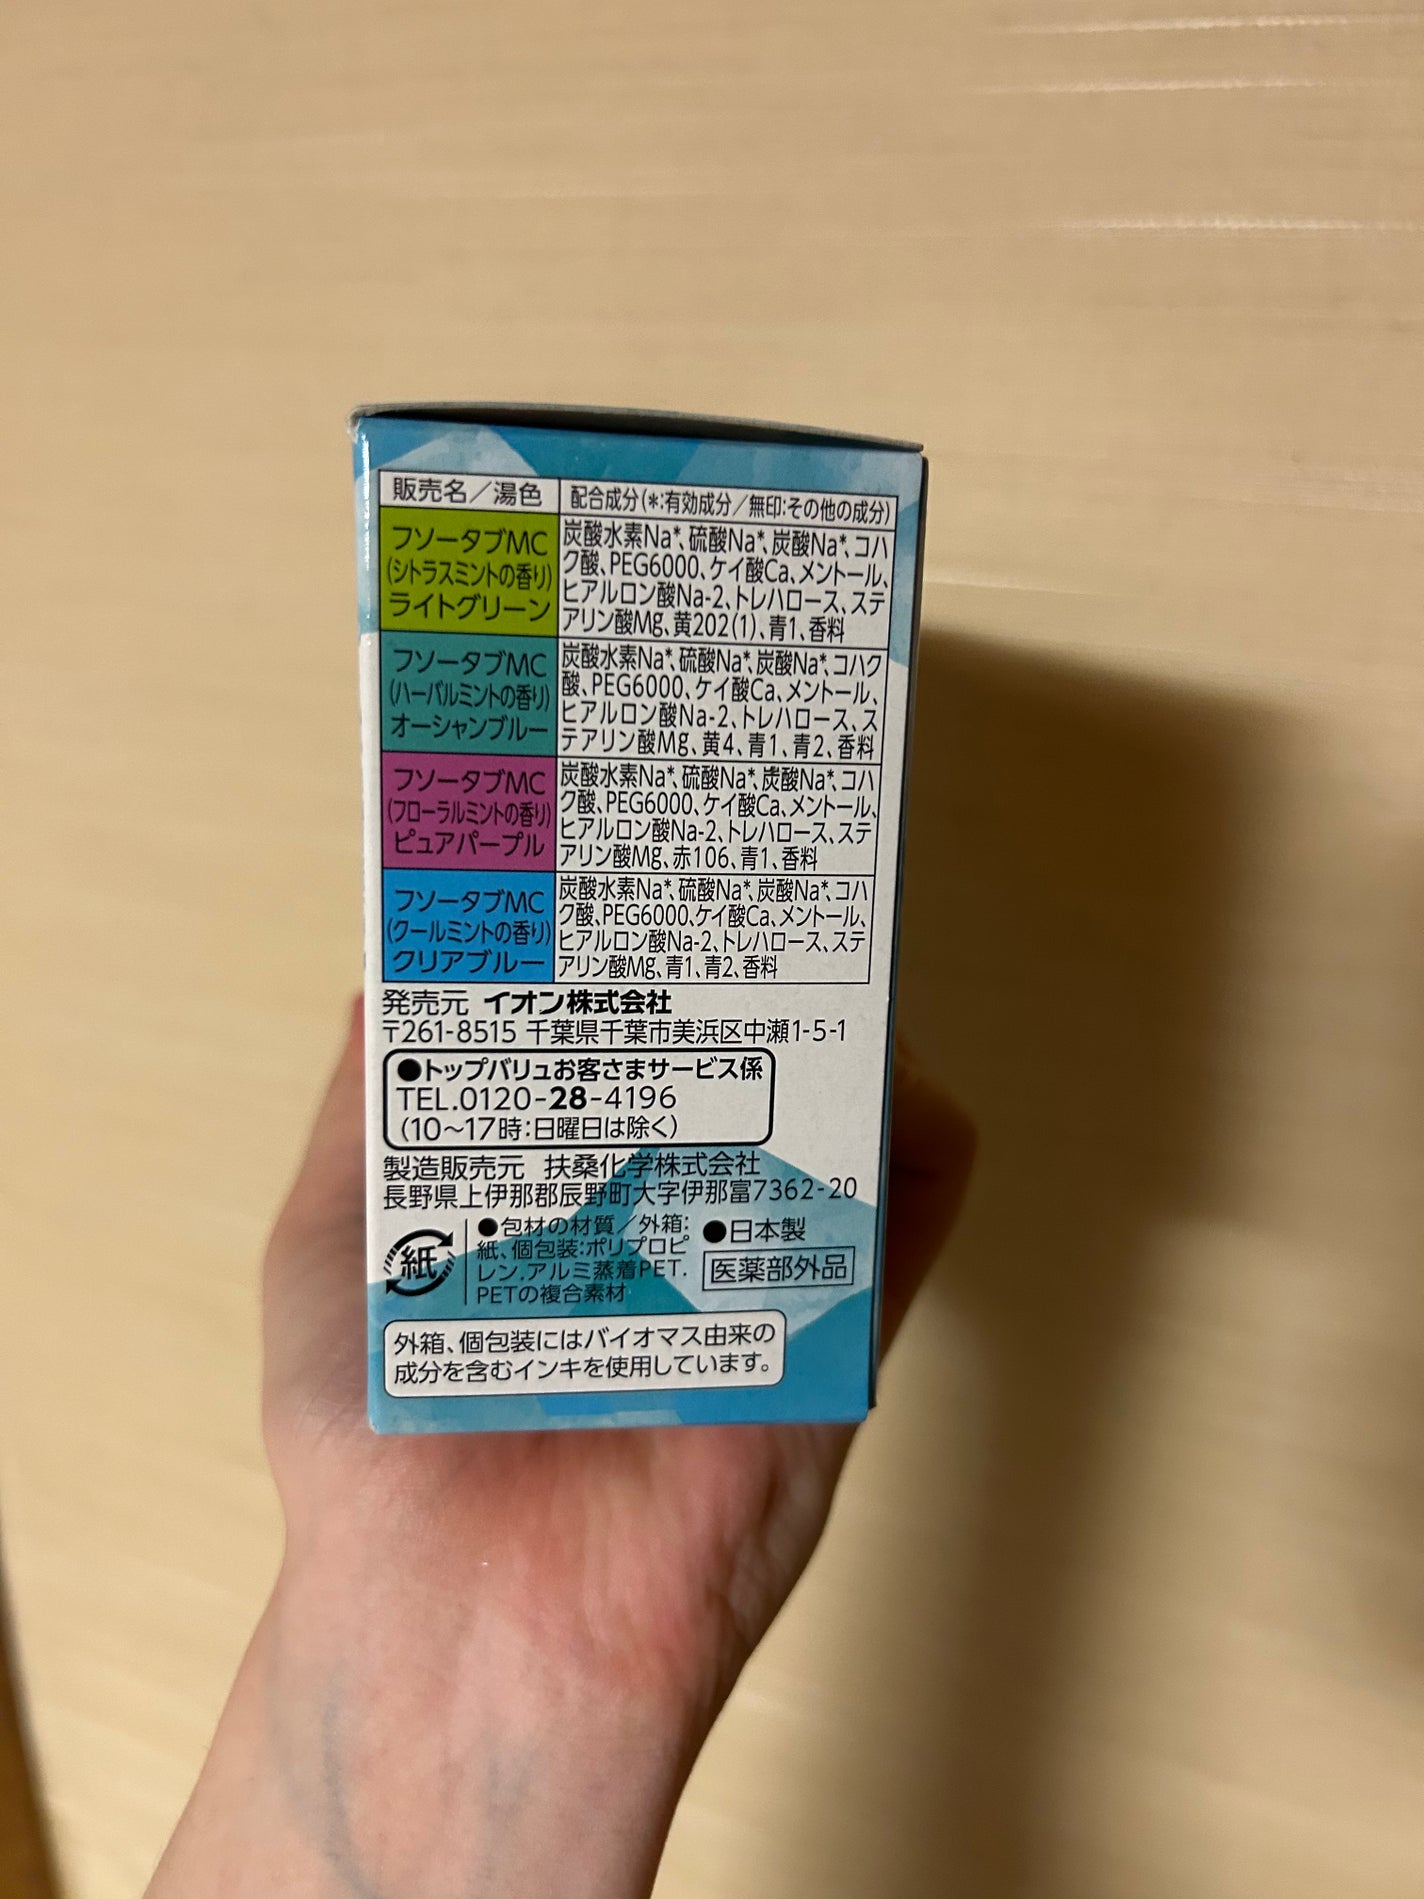 販売名／湯色
配合成分(*:有効成分／無印:その他の成分)
フソータブMC
(シトラスミントの香り)
ライトグリーン
炭酸水素Na*、硫酸Na*、炭酸Na*、コハ
ク酸、PEG6000、ケイ酸Ca、メントール、
ヒアルロン酸Na-2、トレハロース、ステ
アリン酸Mg、黄202(1)、青1、香料
フソータブMC
(ハーバルミントの香り)
オーシャンブルー
炭酸水素Na*、硫酸Na*、炭酸Na*、コハク
酸、PEG6000、ケイ酸Ca、メントール、
ヒアルロン酸Na-2、トレハロース、ス
テアリン酸Mg、黄4、青1、青2、香料
フソータブMC
(フローラルミントの香り)
ピュアパープル
炭酸水素Na*、硫酸Na*、炭酸Na*、コハ
ク酸、PEG6000、ケイ酸Ca、メントール、
ヒアルロン酸Na-2、トレハロース、ステ
アリン酸Mg、赤106、青1、香料
フソータブMC
(クールミントの香り)
クリアブルー
炭酸水素Na*、硫酸Na*、炭酸Na*、コハ
ク酸、PEG6000、ケイ酸Ca、メントール、
ヒアルロン酸Na-2、トレハロース、ステ
アリン酸Mg、青1、青2、香料
発売元 イオン株式会社
〒261-8515 千葉県千葉市美浜区中瀬1-5-1
●トップバリュお客さまサービス係
TEL.0120-28-4196
(10〜17時:日曜日は除く)
製造販売元 扶桑化学株式会社
長野県上伊那郡辰野町大字伊那富7362-20
紙
●包材の材質／外箱:
紙、個包装:ポリプロピ
レン.アルミ蒸着PET.
PETの複合素材
●日本製
医薬部外品
外箱、個包装にはバイオマス由来の
成分を含むインキを使用しています。